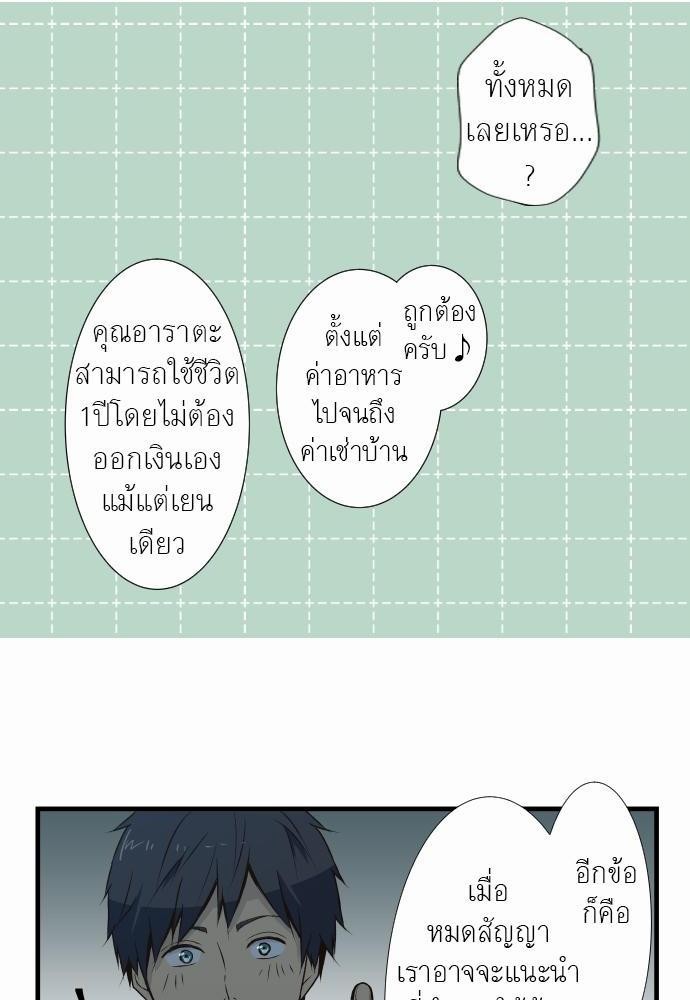 ทั้งหมด
เลยเหรอ...
?
ถูกต้อง
ครับ♪
ตั้งแต่
ค่าอาหาร
ไปจนถึง
ค่าเช่าบ้าน
คุณอาราตะ
สามารถใช้ชีวิต
1ปีโดยไม่ต้อง
ออกเงินเอง
แม้แต่เยน
เดียว
อีกข้อ
ก็คือ
เมื่อ
หมดสัญญา
เราอาจจะแนะนำ